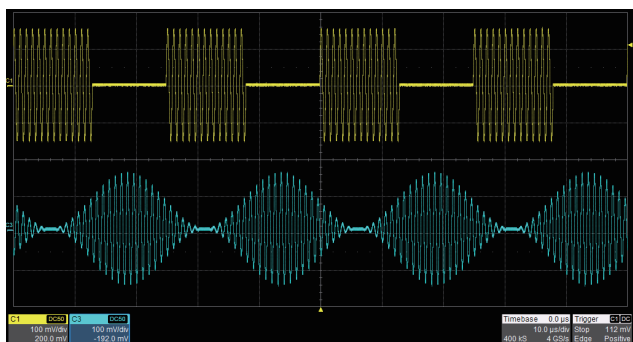 C1
C3
C1 DC50
100 mV/div
200.0 mV
C3 DC50
100 mV/div
-192.0 mV
Timebase 0.0 µs
10.0 µs/div
400 kS 4 GS/s
Trigger C1 DC
Stop 112 mV
Edge Positive